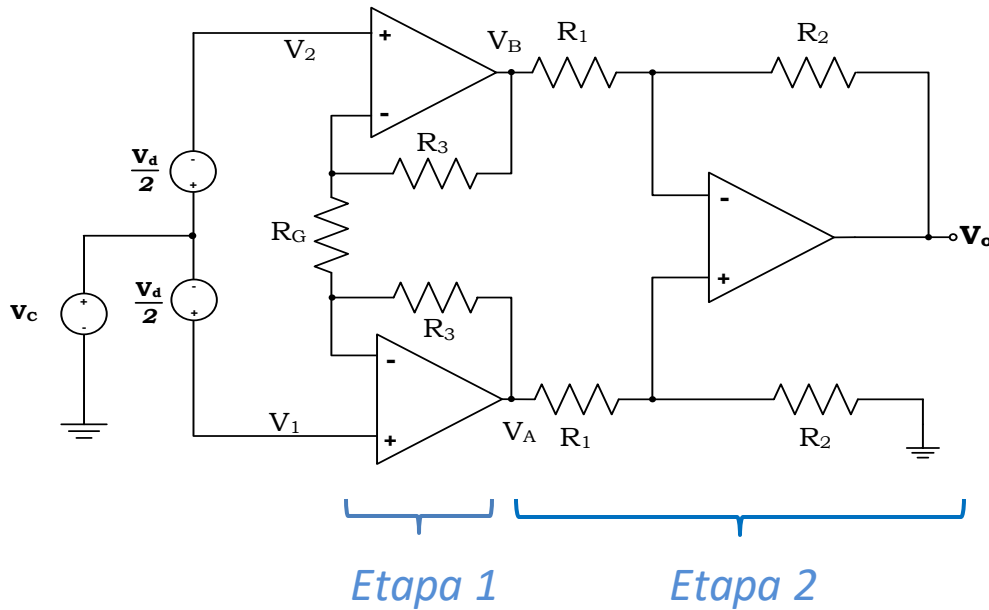 V₂
+
-
V_B
R₁
R₂
R₃
V_d
2
-
+
R_G
-
+
V_o
V_c
+
-
V_d
2
-
+
R₃
-
+
V₁
V_A
R₁
R₂
Etapa 1
Etapa 2